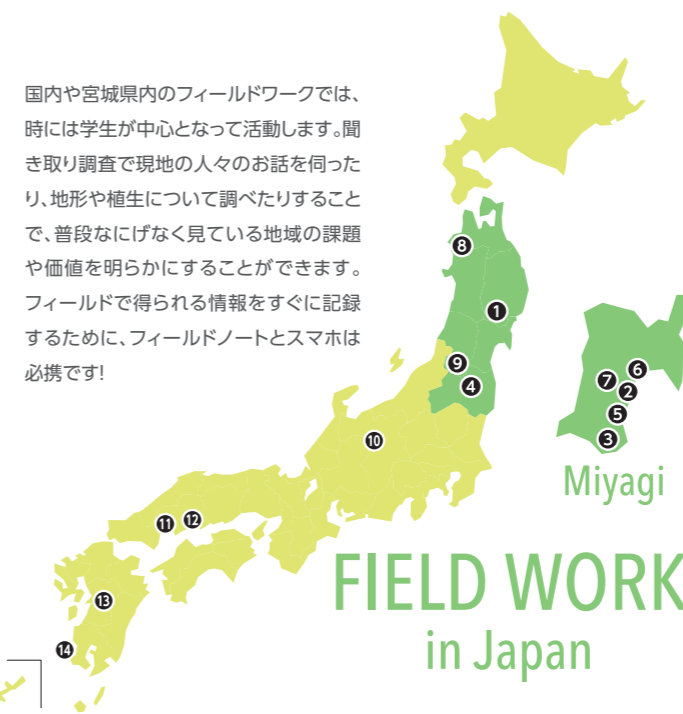 国内や宮城県内のフィールドワークでは、
時には学生が中心となって活動します。聞
き取り調査で現地の人々のお話を伺った
り、地形や植生について調べたりすること
で、普段なにげなく見ている地域の課題
や価値を明らかにすることができます。
フィールドで得られる情報をすぐに記録
するために、フィールドノートとスマホは
必携です!
8
1
9
4
10
11
12
13
14
7
6
2
5
3
Miyagi
FIELD WORK
in Japan